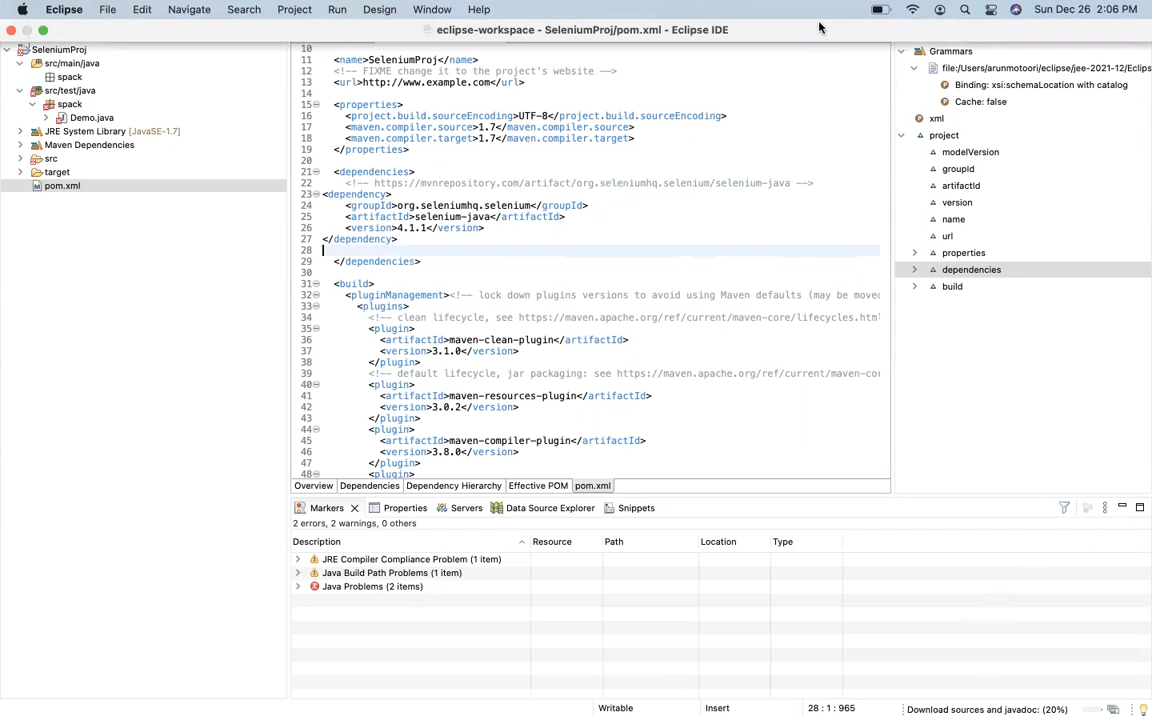 Eclipse File Edit Navigate Search Project Run Design Window Help Sun Dec 26 2:06 PM
eclipse-workspace - SeleniumProj/pom.xml - Eclipse IDE
SeleniumProj
src/main/java
spack
src/test/java
spack
Demo.java
JRE System Library [JavaSE-1.7]
Maven Dependencies
src
target
pom.xml
10
11 <name>SeleniumProj</name>
12 <!-- FIXME change it to the project's website -->
13 <url>http://www.example.com</url>
14
15 <properties>
16 <project.build.sourceEncoding>UTF-8</project.build.sourceEncoding>
17 <maven.compiler.source>1.7</maven.compiler.source>
18 <maven.compiler.target>1.7</maven.compiler.target>
19 </properties>
20
21 <dependencies>
22 <!-- https://mvnrepository.com/artifact/org.seleniumhq.selenium/selenium-java -->
23 <dependency>
24 <groupId>org.seleniumhq.selenium</groupId>
25 <artifactId>selenium-java</artifactId>
26 <version>4.1.1</version>
27 </dependency>
28
29 </dependencies>
30
31 <build>
32 <pluginManagement><!-- lock down plugins versions to avoid using Maven defaults (may be moved
33 <plugins>
34 <!-- clean lifecycle, see https://maven.apache.org/ref/current/maven-core/lifecycles.html
35 <plugin>
36 <artifactId>maven-clean-plugin</artifactId>
37 <version>3.1.0</version>
38 </plugin>
39 <!-- default lifecycle, jar packaging: see https://maven.apache.org/ref/current/maven-cor
40 <plugin>
41 <artifactId>maven-resources-plugin</artifactId>
42 <version>3.0.2</version>
43 </plugin>
44 <plugin>
45 <artifactId>maven-compiler-plugin</artifactId>
46 <version>3.8.0</version>
47 </plugin>
48 <plugin>
Overview Dependencies Dependency Hierarchy Effective POM pom.xml
Grammars
file:/Users/arunmotoori/eclipse/jee-2021-12/Eclips
Binding: xsi:schemaLocation with catalog
Cache: false
xml
project
modelVersion
groupId
artifactId
version
name
url
properties
dependencies
build
Markers Properties Servers Data Source Explorer Snippets
2 errors, 2 warnings, 0 others
Description Resource Path Location Type
JRE Compiler Compliance Problem (1 item)
Java Build Path Problems (1 item)
Java Problems (2 items)
Writable Insert 28 : 1 : 965 Download sources and javadoc: (20%)